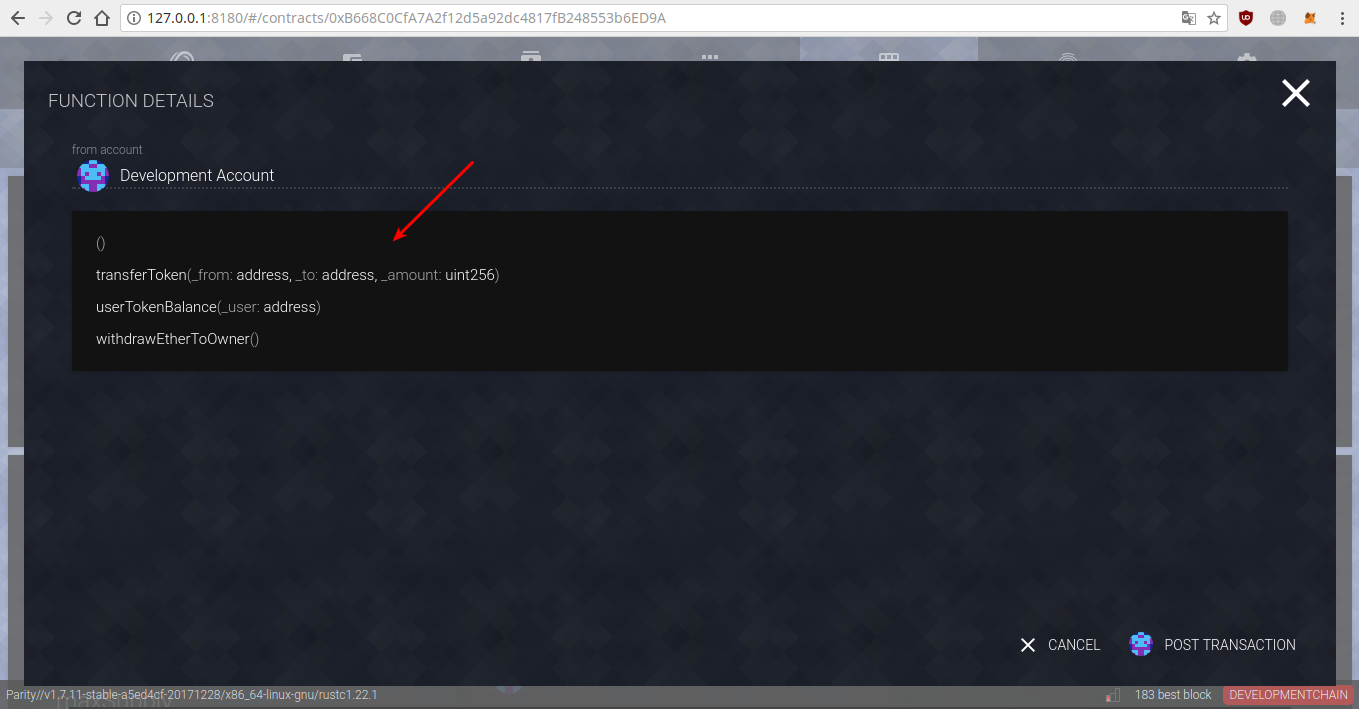 127.0.0.1:8180/#/contracts/0xB668C0CfA7A2f12d5a92dc4817fB248553b6ED9A
FUNCTION DETAILS
from account
Development Account
()
transferToken(_from: address, _to: address, _amount: uint256)
userTokenBalance(_user: address)
withdrawEtherToOwner()
CANCEL
POST TRANSACTION
Parity//v1.7.11-stable-a5ed4cf-20171228/x86_64-linux-gnu/rustc1.22.1
183 best block
DEVELOPMENTCHAIN